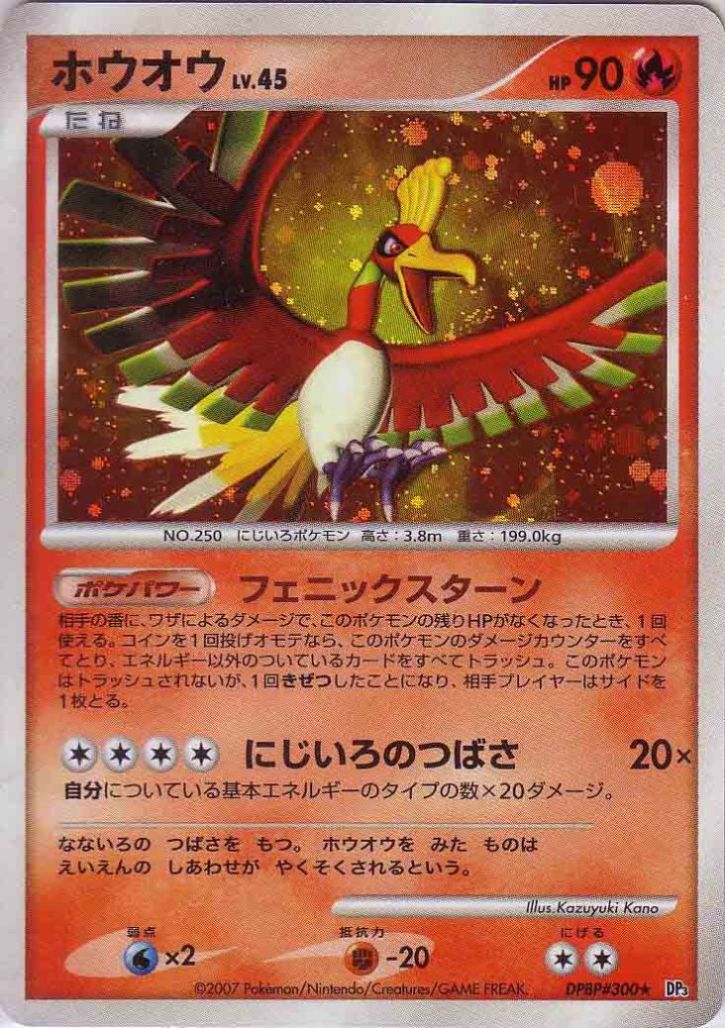 ホウオウ LV.45 HP 90
たね
NO.250 にじいろポケモン 高さ:3.8m 重さ:199.0kg
ポケパワー フェニックスターン
相手の番に、ワザによるダメージで、このポケモンの残りHPがなくなったとき、1回
使える。コインを1回投げオモテなら、このポケモンのダメージカウンターをすべ
てとり、エネルギー以外のついているカードをすべてトラッシュ。このポケモン
はトラッシュされないが、1回きぜつしたことになり、相手プレイヤーはサイドを
1枚とる。
にじいろのつばさ 20×
自分についている基本エネルギーのタイプの数×20ダメージ。
なないろの つばさを もつ。ホウオウを みた ものは
えいえんの しあわせが やくそくされるという。
Illus.Kazuyuki Kano
弱点 抵抗力 にげる
×2 -20
©2007 Pokémon/Nintendo/Creatures/GAME FREAK. DPBP#300★ DP3